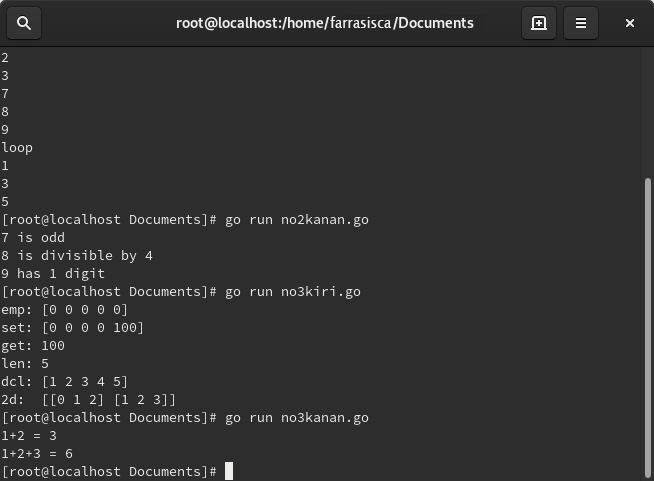 root@localhost:/home/farrasisca/Documents
2
3
7
8
9
loop
1
3
5
[root@localhost Documents]# go run no2kanan.go
7 is odd
8 is divisible by 4
9 has 1 digit
[root@localhost Documents]# go run no3kiri.go
emp: [0 0 0 0 0]
set: [0 0 0 0 100]
get: 100
len: 5
dcl: [1 2 3 4 5]
2d:  [[0 1 2] [1 2 3]]
[root@localhost Documents]# go run no3kanan.go
1+2 = 3
1+2+3 = 6
[root@localhost Documents]#